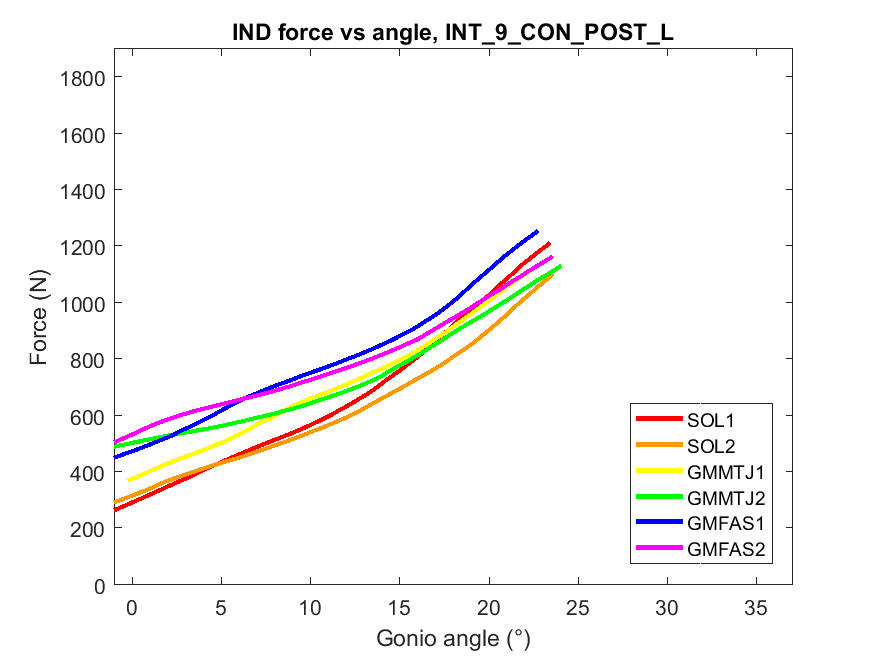 IND force vs angle, INT_9_CON_POST_L
1800
1600
1400
1200
1000
800
600
400
200
0
Force (N)
0 5 10 15 20 25 30 35
Gonio angle (°)
SOL1
SOL2
GMMTJ1
GMMTJ2
GMFAS1
GMFAS2